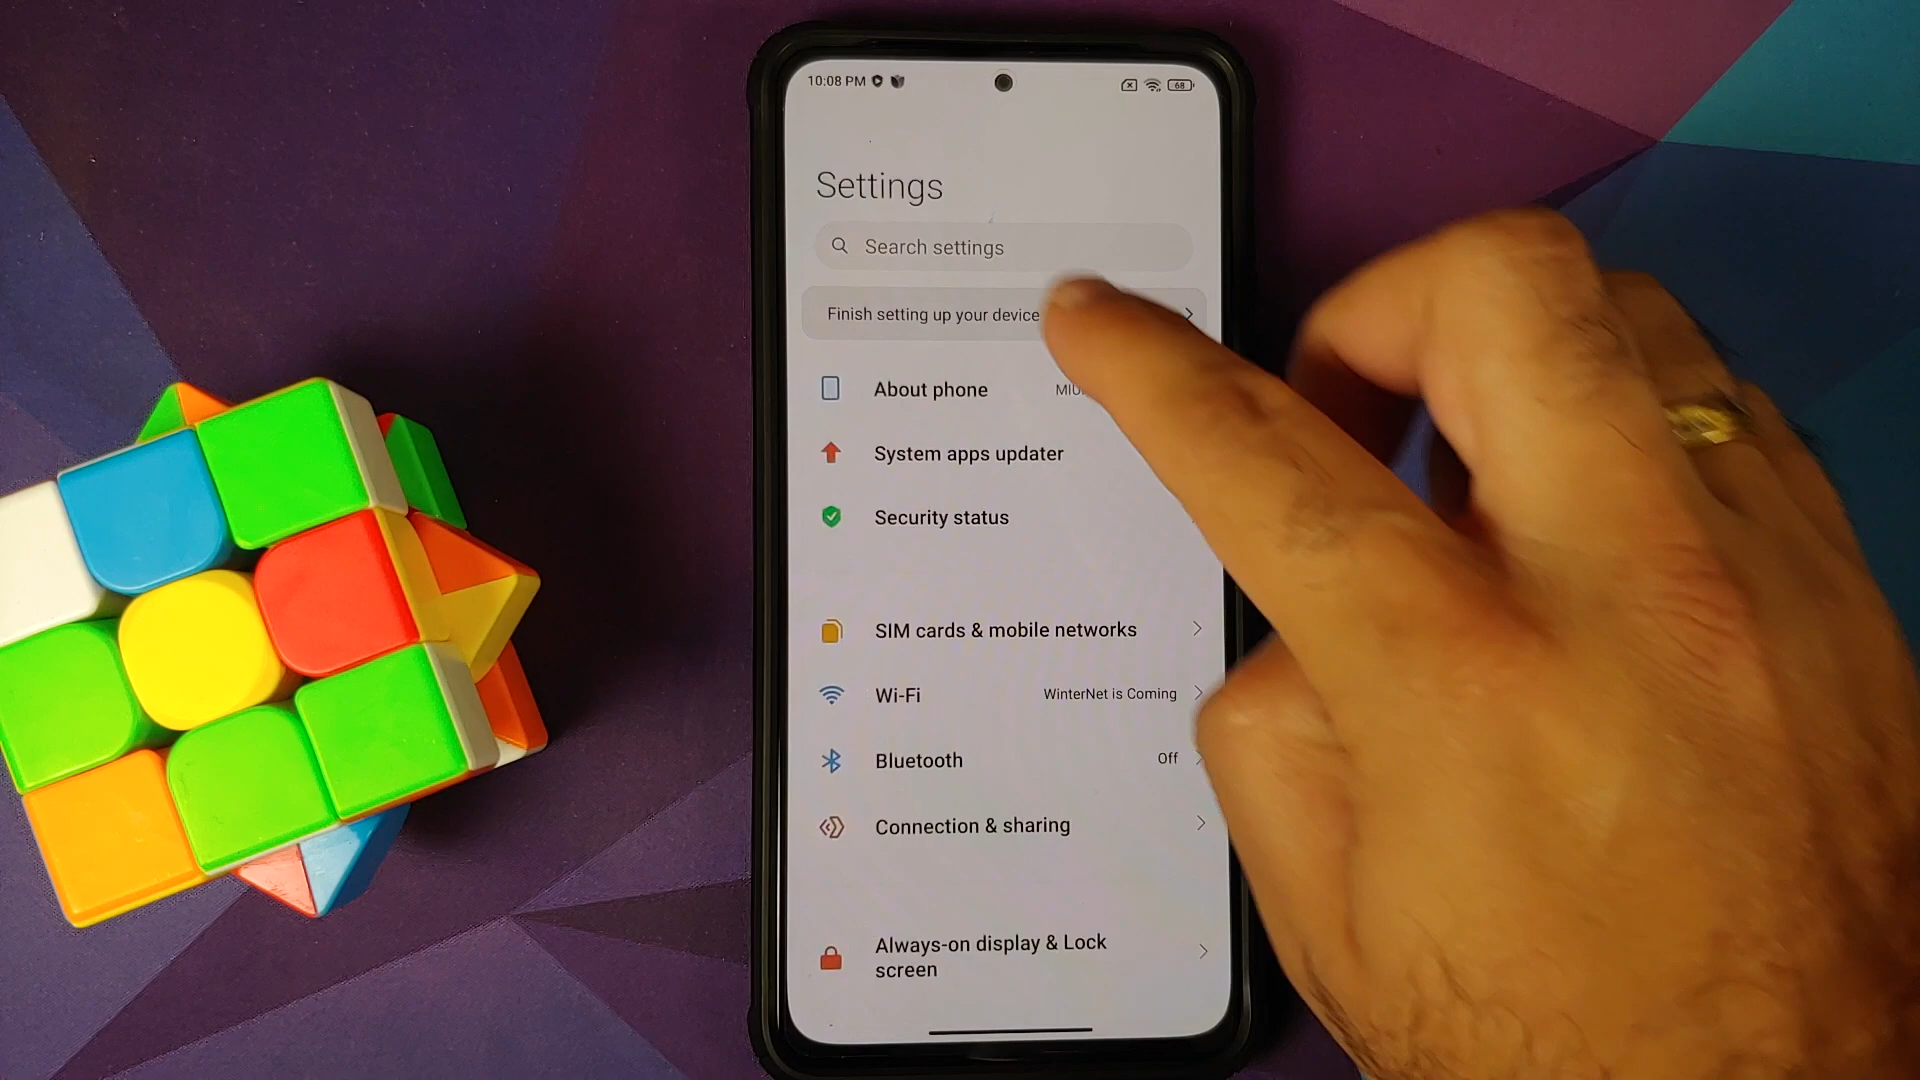 10:08 PM
68
Settings
Search settings
Finish setting up your device
About phone
System apps updater
Security status
SIM cards & mobile networks
Wi-Fi WinterNet is Coming
Bluetooth Off
Connection & sharing
Always-on display & Lock
screen